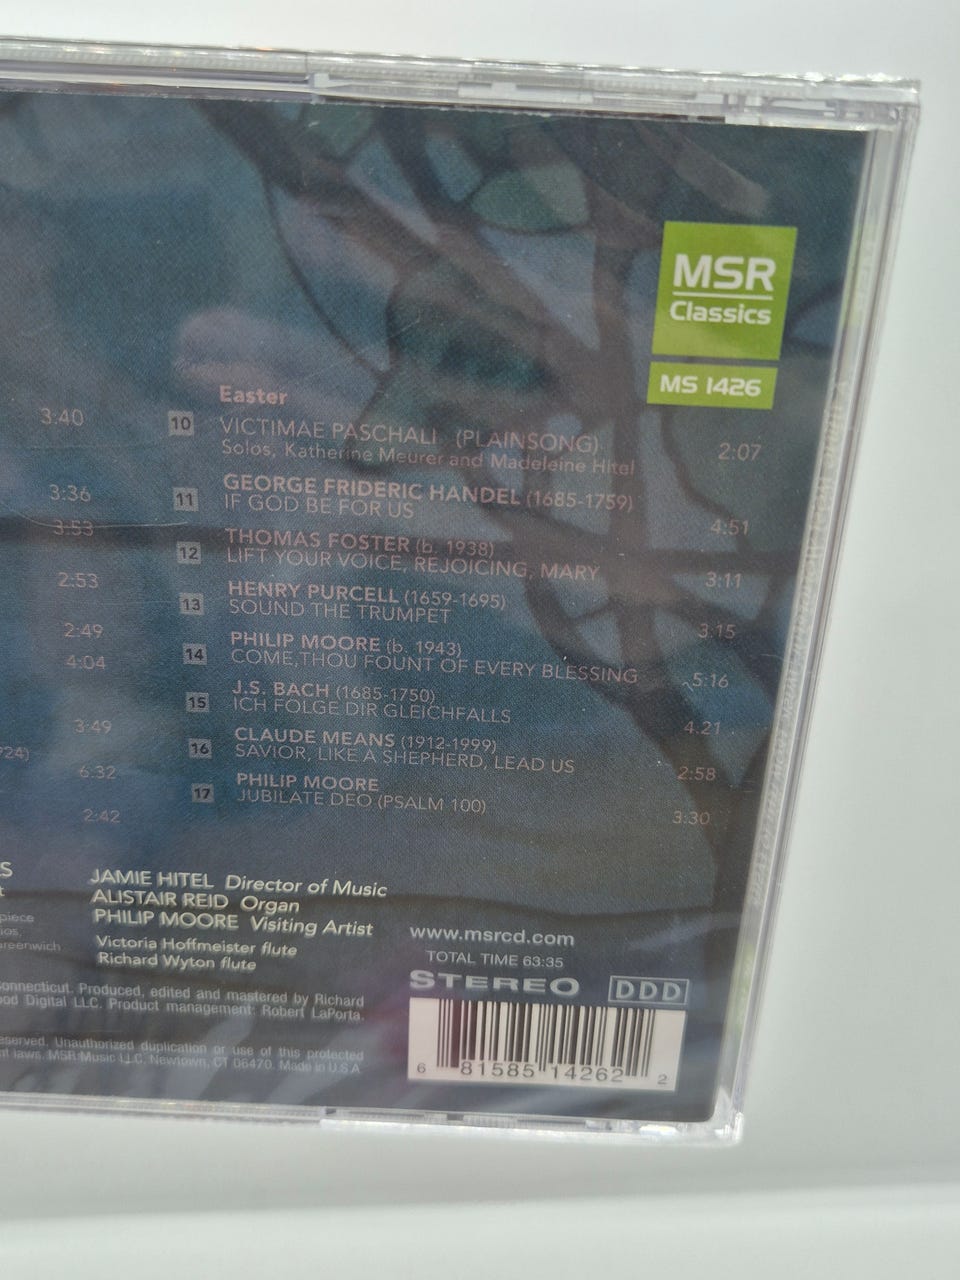 MSR
Classics
MS 1426
3:40
3:36
3:53
2:53
2:49
4:04
3:49
924)
6:32
2:42
Easter
10 VICTIMAE PASCHALI (PLAINSONG) 2:07
Solos, Katherine Meurer and Madeleine Hitel
11 GEORGE FRIDERIC HANDEL (1685-1759)
IF GOD BE FOR US 4:51
12 THOMAS FOSTER (b. 1938)
LIFT YOUR VOICE, REJOICING, MARY 3:11
13 HENRY PURCELL (1659-1695)
SOUND THE TRUMPET 3:15
14 PHILIP MOORE (b. 1943)
COME,THOU FOUNT OF EVERY BLESSING 5:16
15 J.S. BACH (1685-1750)
ICH FOLGE DIR GLEICHFALLS 4:21
16 CLAUDE MEANS (1912-1999)
SAVIOR, LIKE A SHEPHERD, LEAD US 2:58
17 PHILIP MOORE
JUBILATE DEO (PSALM 100) 3:30
S
t
piece
ios,
reenwich
JAMIE HITEL Director of Music
ALISTAIR REID Organ
PHILIP MOORE Visiting Artist
Victoria Hoffmeister flute
Richard Wyton flute
onnecticut. Produced, edited and mastered by Richard
ood Digital LLC. Product management: Robert LaPorta.
eserved. Unauthorized duplication or use of this protected
nt laws. MSR Music LLC. Newtown, CT 06470. Made in U.S.A
www.msrcd.com
TOTAL TIME 63:35
STEREO DDD
6 81585 14262 2